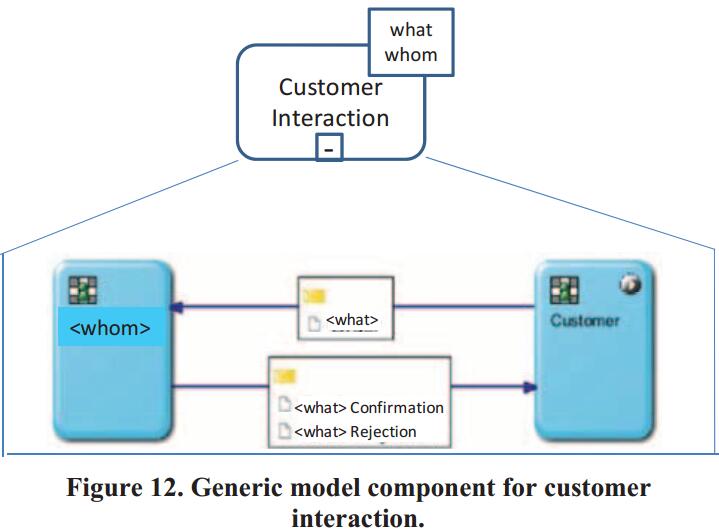 what
whom
Customer
Interaction
-
<whom>
<what>
Customer
<what> Confirmation
<what> Rejection
Figure 12. Generic model component for customer
interaction.